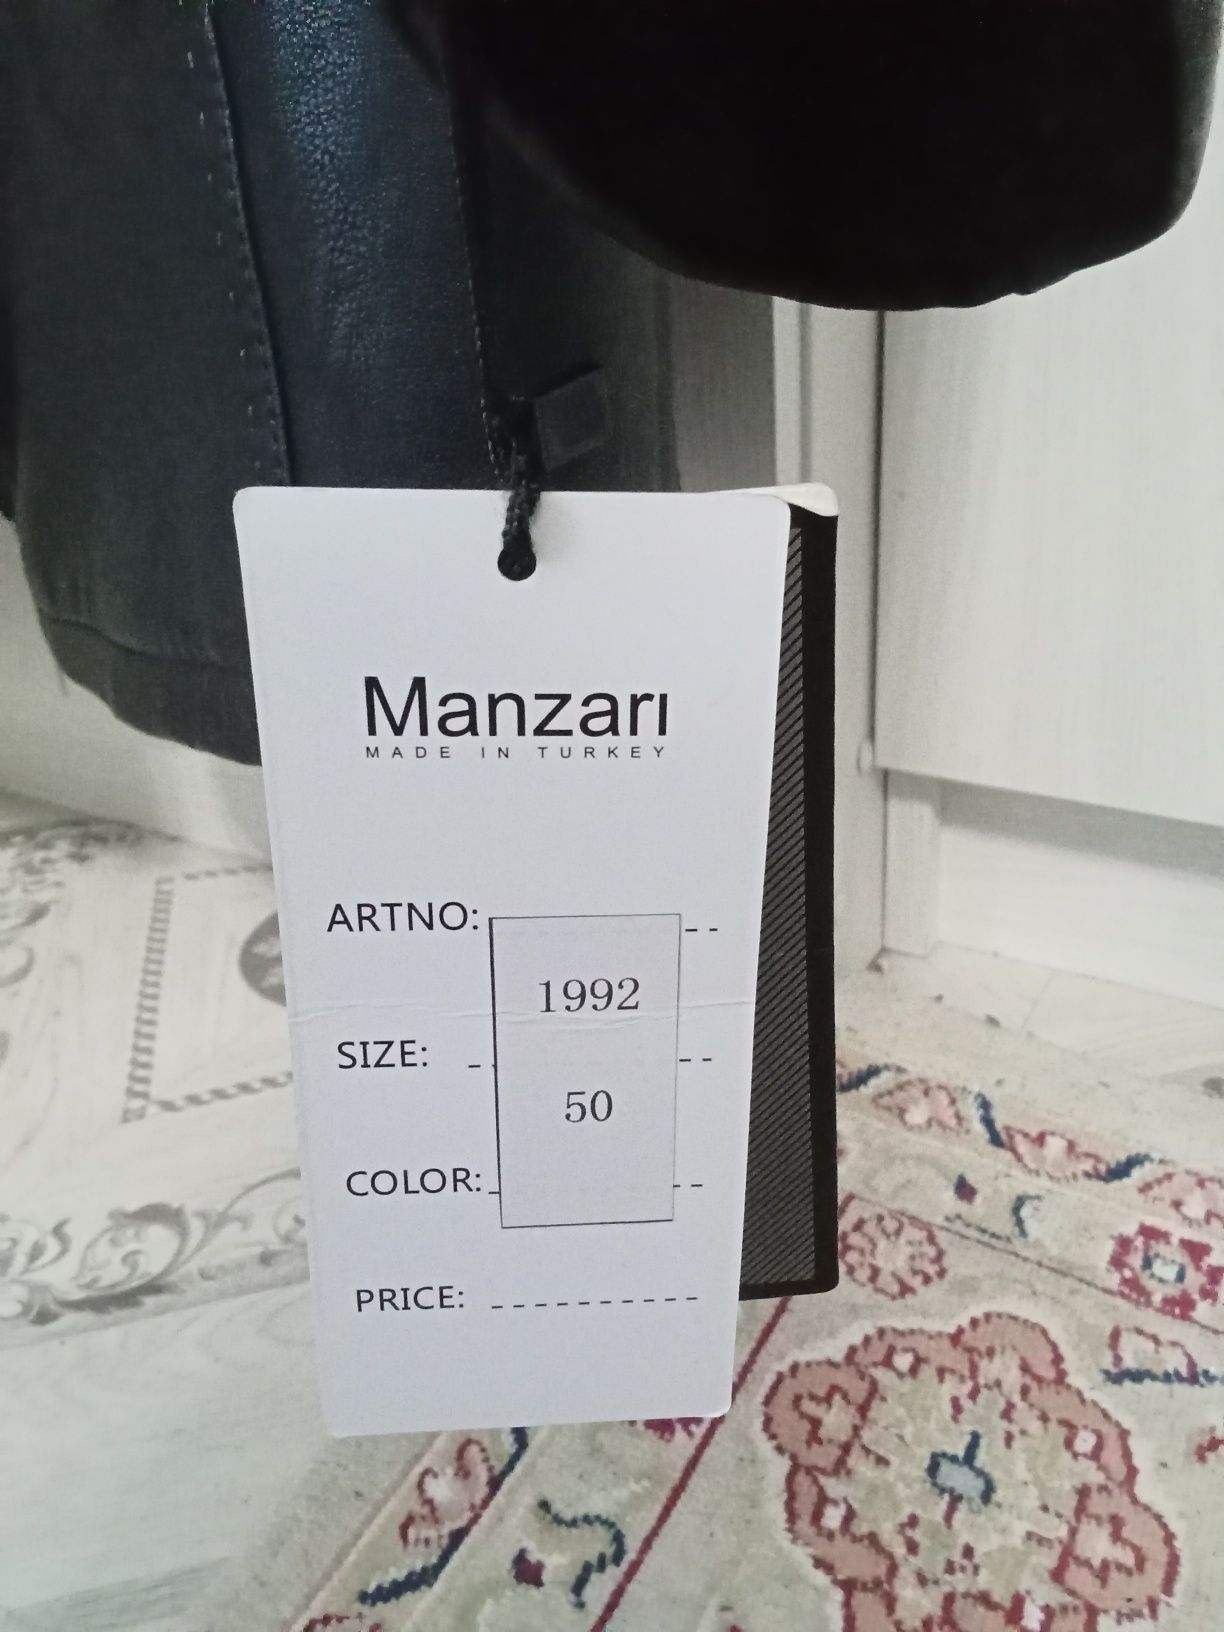 Manzarı
MADE IN TURKEY
ARTNO:
1992
SIZE:
50
COLOR:
PRICE: